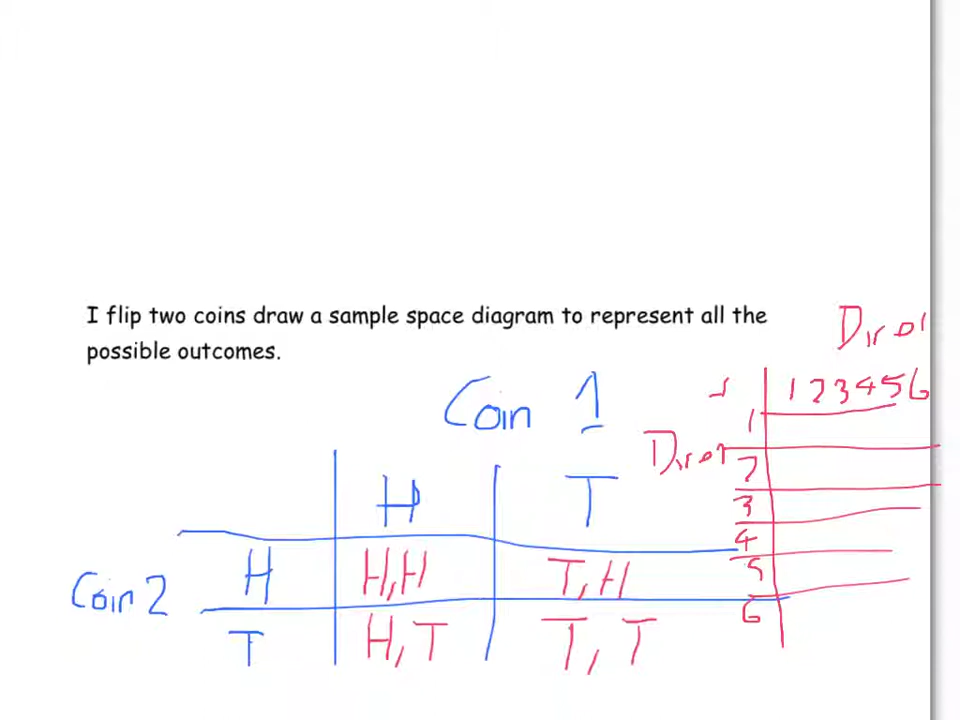 I flip two coins draw a sample space diagram to represent all the
possible outcomes.
Coin 1
H T
Coin 2
H H,H T,H
T H,T T,T
1 2 3 4 5 6
1
2
3
4
5
6